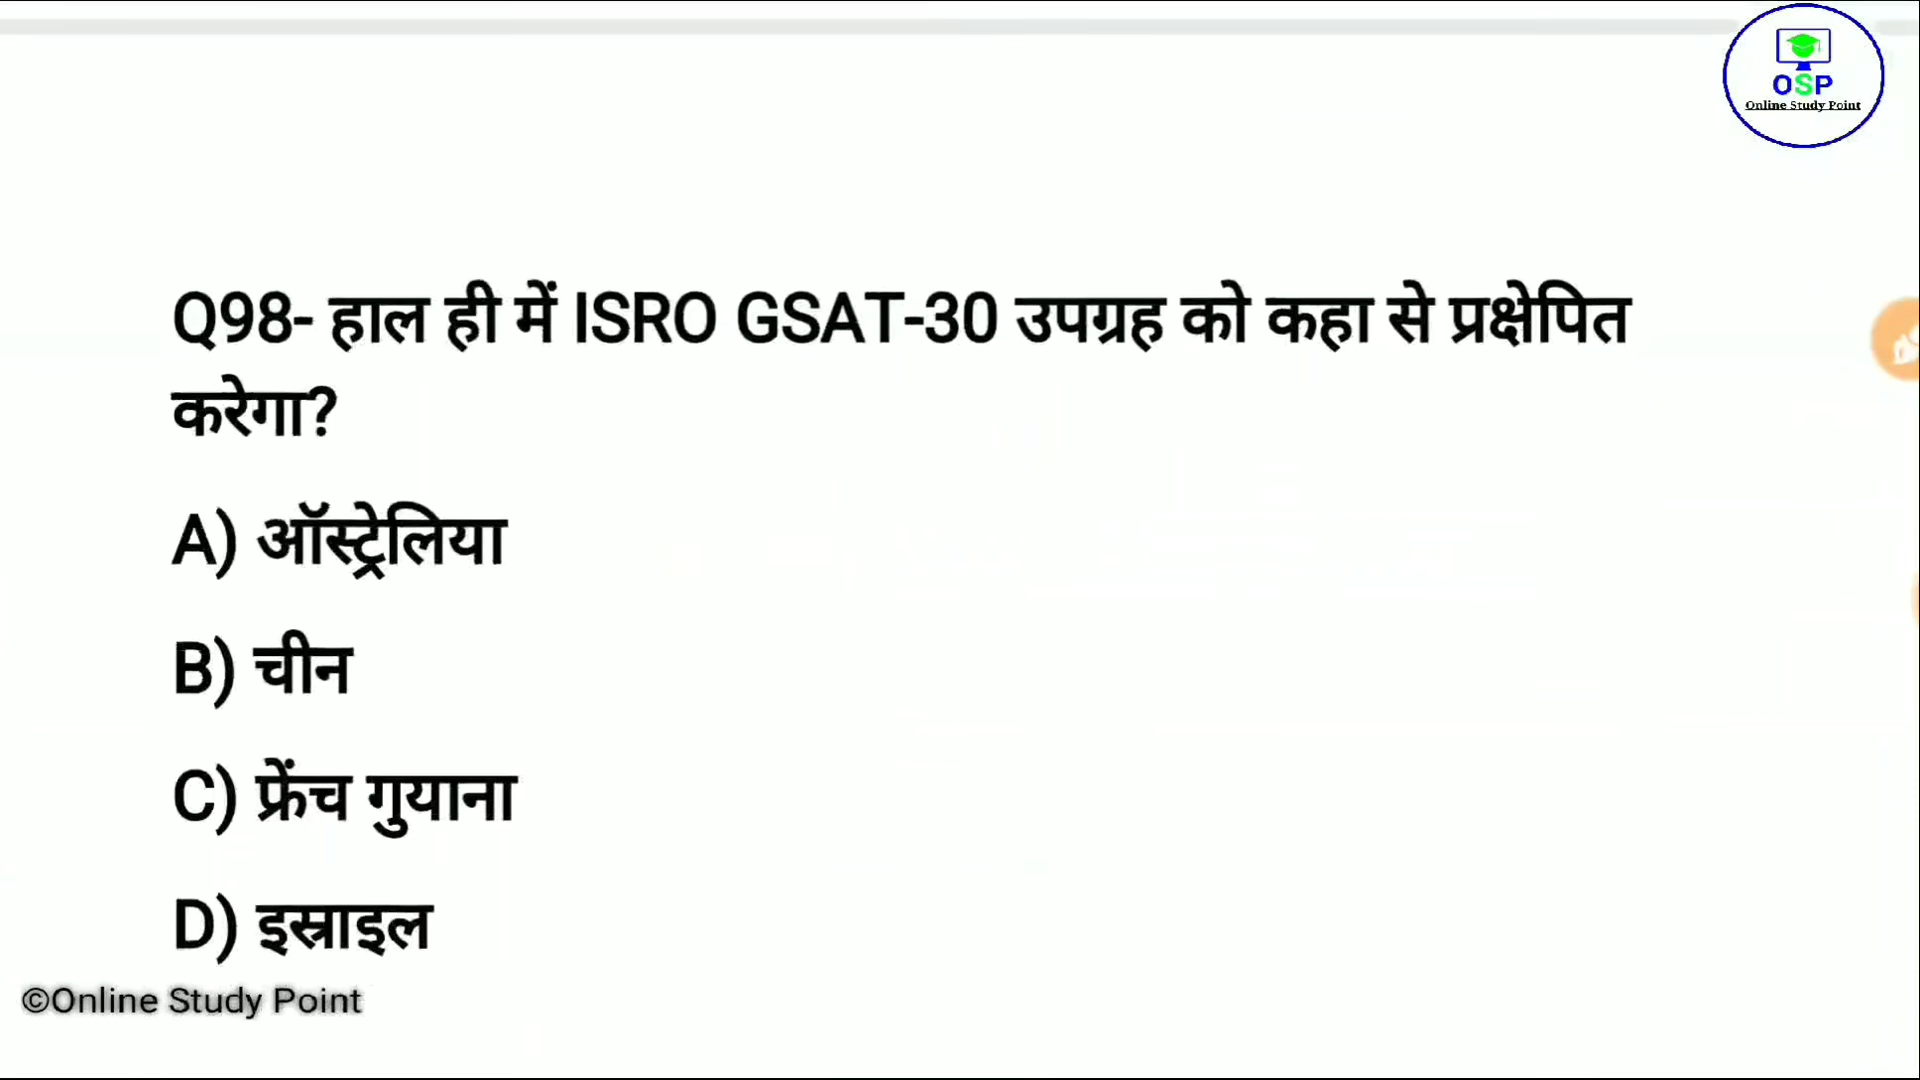 OSP
Online Study Point
Q98- हाल ही में ISRO GSAT-30 उपग्रह को कहा से प्रक्षेपित
करेगा?
A) ऑस्ट्रेलिया
B) चीन
C) फ्रेंच गुयाना
D) इस्राइल
©Online Study Point